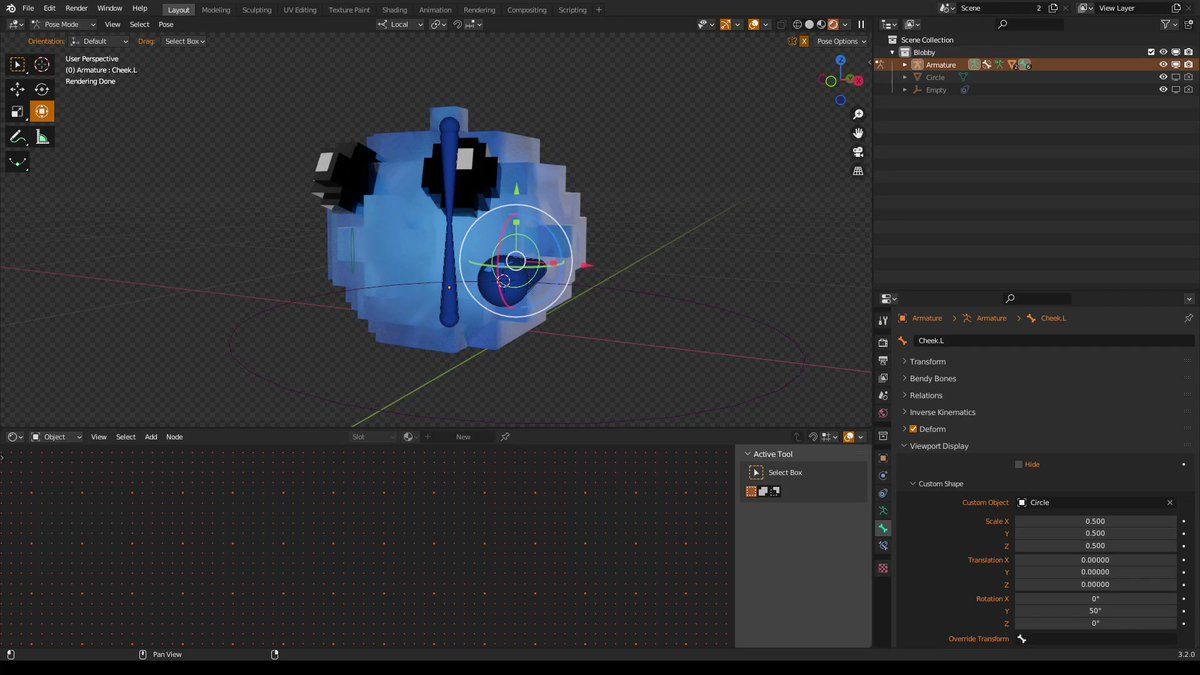 File Edit Render Window Help Layout Modeling Sculpting UV Editing Texture Paint Shading Animation Rendering Compositing Scripting + Scene 2 View Layer
Pose Mode View Select Pose Local
Orientation: Default Drag: Select Box X Pose Options
User Perspective
(0) Armature : Cheek.L
Rendering Done
Z
Y
X
Scene Collection
Blobby
Armature
Circle
Empty
Armature > Armature > Cheek.L
Cheek.L
Transform
Bendy Bones
Relations
Inverse Kinematics
Deform
Viewport Display
Hide
Custom Shape
Custom Object Circle
Scale X 0.500
Y 0.500
Z 0.500
Translation X 0.00000
Y 0.00000
Z 0.00000
Rotation X 0°
Y 50°
Z 0°
Override Transform
Object View Select Add Node Slot New
Active Tool
Select Box
Pan View
3.2.0